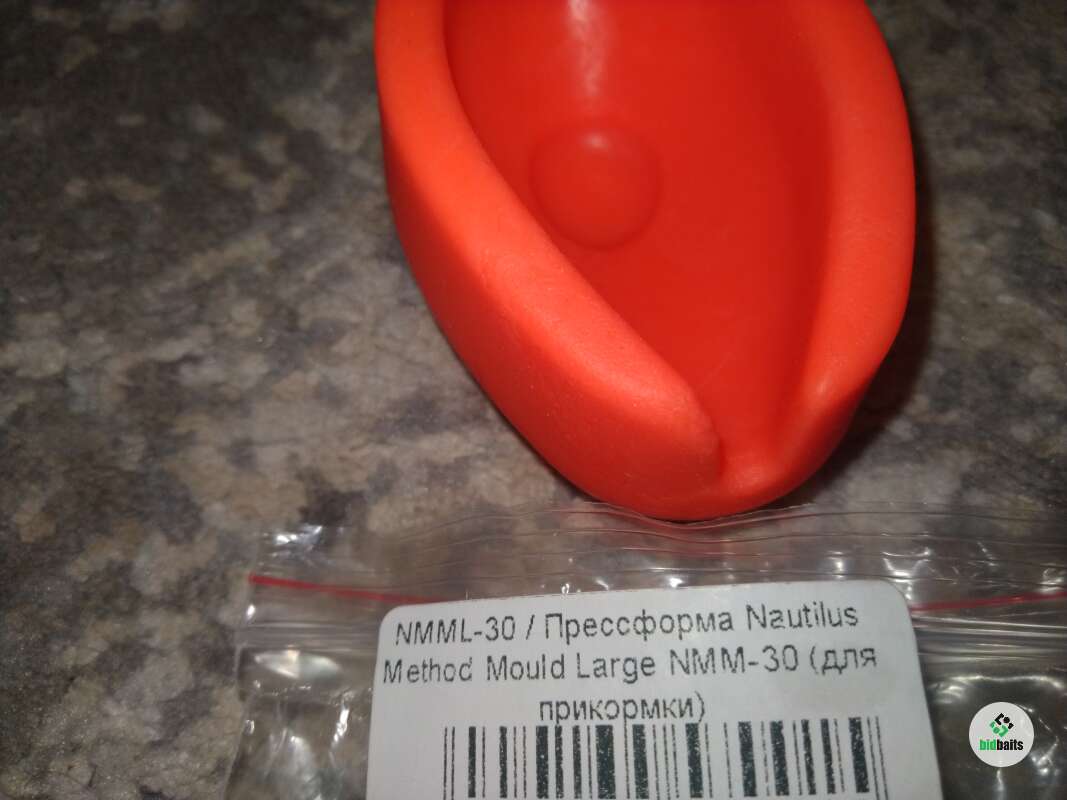 NMML-30 / Прессформа Nautilus
Method Mould Large NMM-30 (для
прикормки)
bidbaits